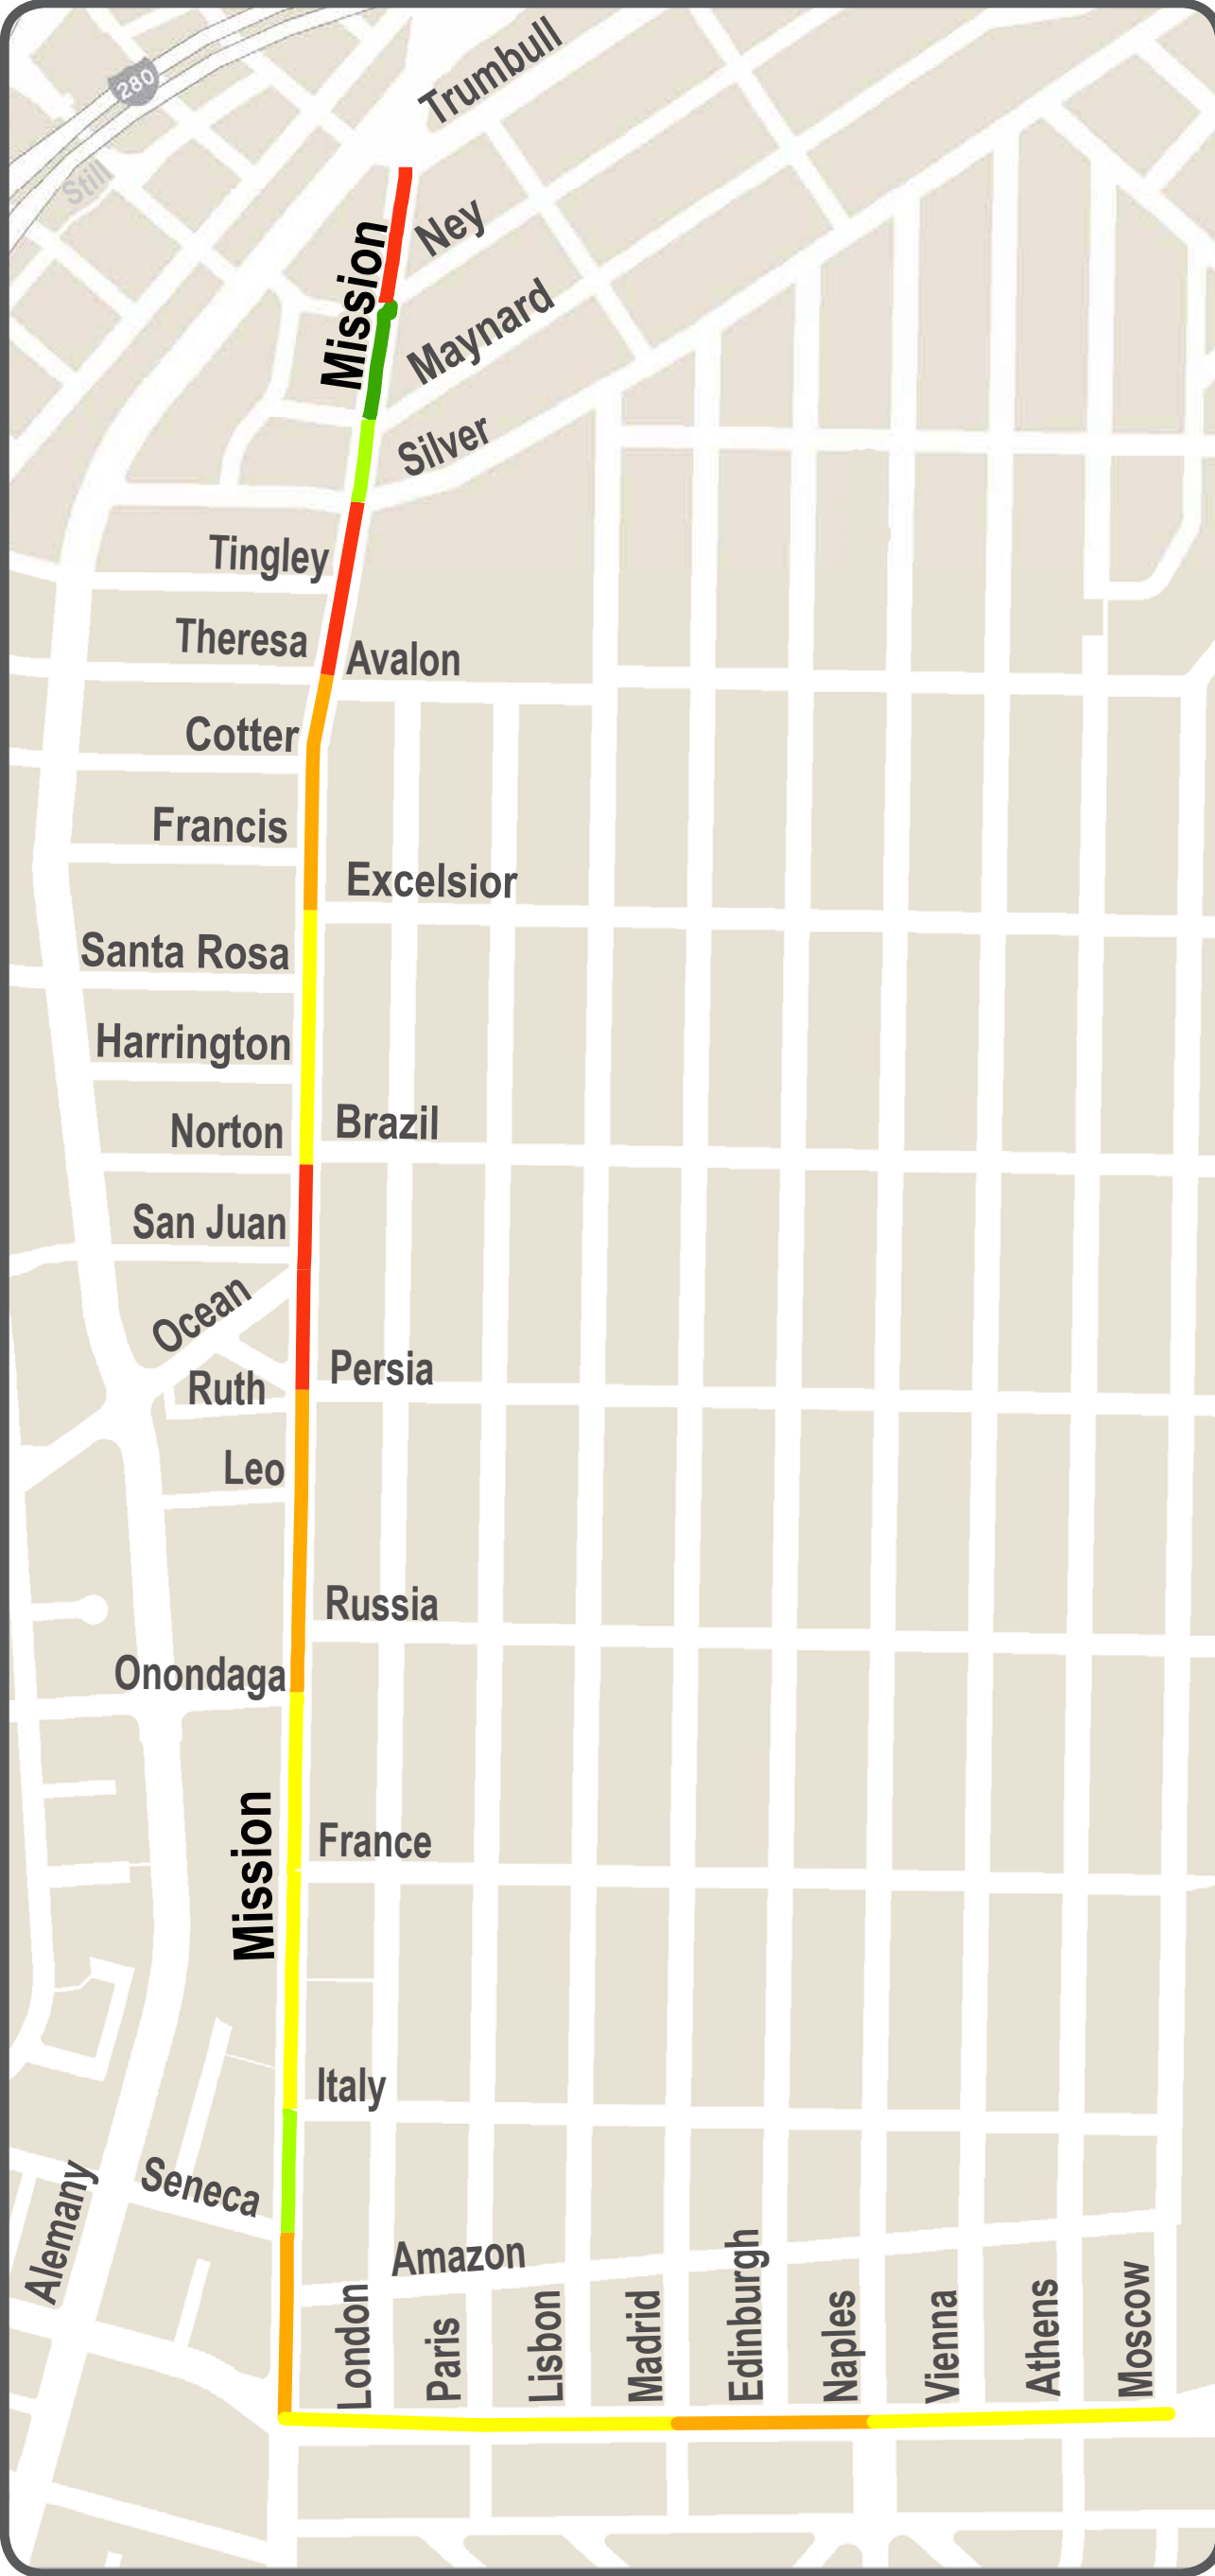 Trumbull
280
Still
Ney
Mission
Maynard
Silver
Tingley
Theresa
Avalon
Cotter
Francis
Excelsior
Santa Rosa
Harrington
Norton
Brazil
San Juan
Ocean
Persia
Ruth
Leo
Russia
Onondaga
France
Mission
Italy
Seneca
Alemany
Amazon
London
Paris
Lisbon
Madrid
Edinburgh
Naples
Vienna
Athens
Moscow